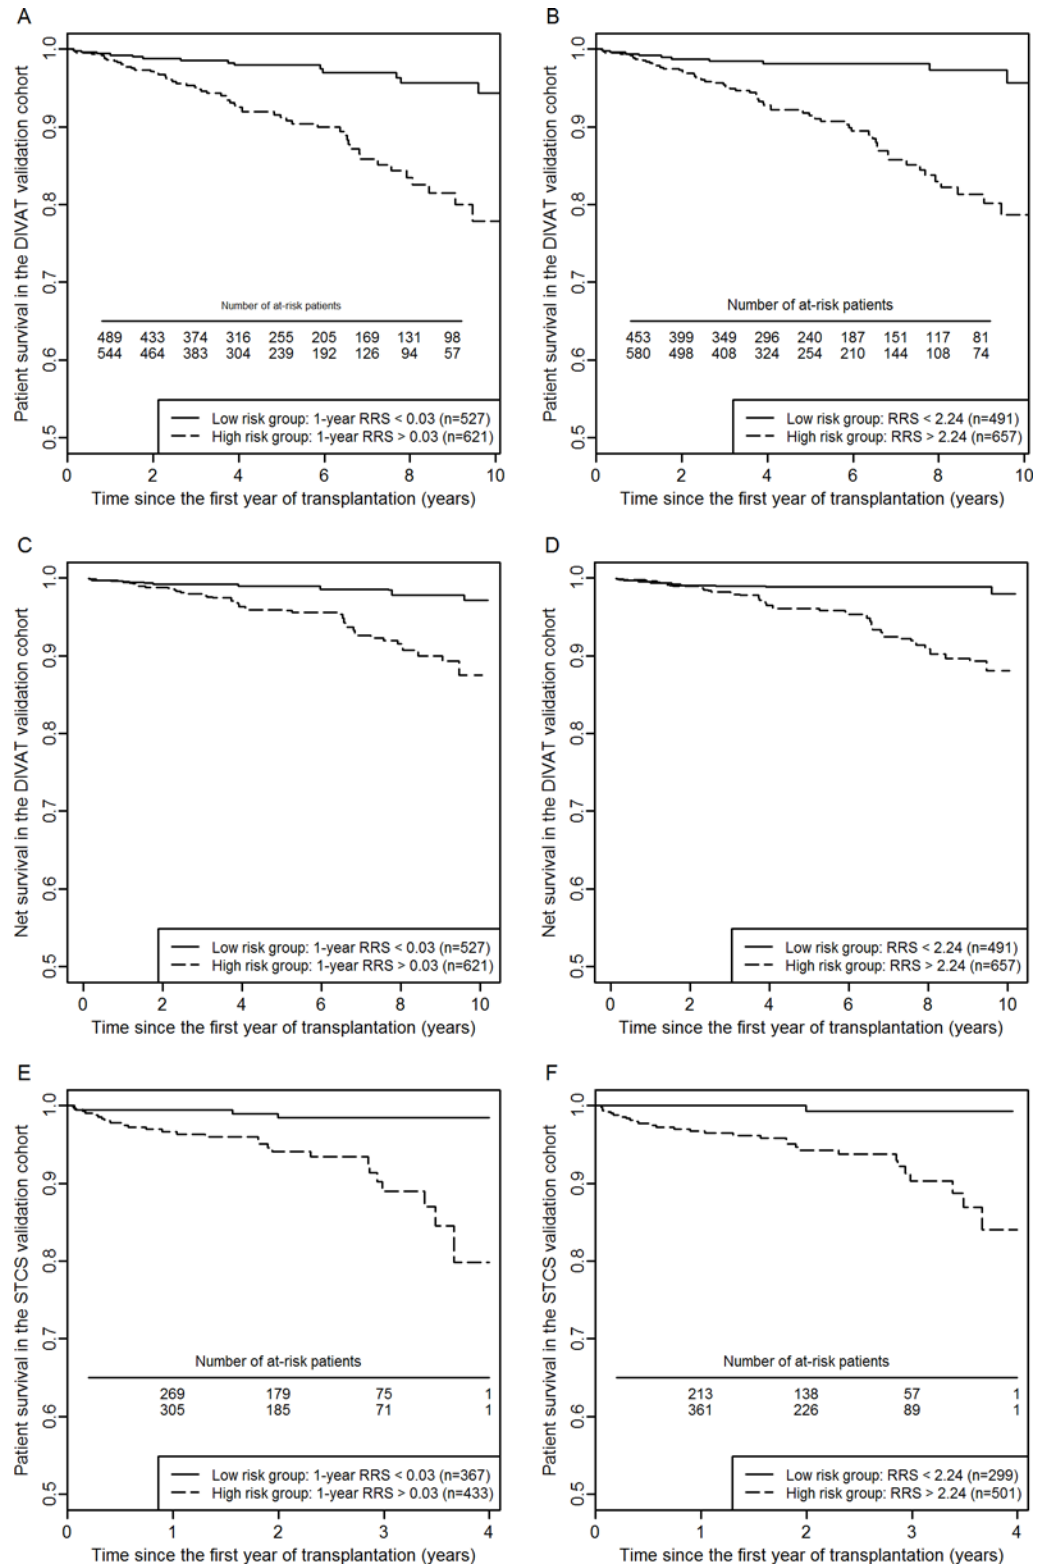 A
Patient survival in the DIVAT validation cohort
1.0
0.9
0.8
0.7
0.6
0.5
Number of at-risk patients
489 433 374 316 255 205 169 131 98
544 464 383 304 239 192 126 94 57
Low risk group: 1-year RRS < 0.03 (n=527)
High risk group: 1-year RRS > 0.03 (n=621)
0 2 4 6 8 10
Time since the first year of transplantation (years)
B
Patient survival in the DIVAT validation cohort
1.0
0.9
0.8
0.7
0.6
0.5
Number of at-risk patients
453 399 349 296 240 187 151 117 81
580 498 408 324 254 210 144 108 74
Low risk group: RRS < 2.24 (n=491)
High risk group: RRS > 2.24 (n=657)
0 2 4 6 8 10
Time since the first year of transplantation (years)
C
Net survival in the DIVAT validation cohort
1.0
0.9
0.8
0.7
0.6
0.5
Low risk group: 1-year RRS < 0.03 (n=527)
High risk group: 1-year RRS > 0.03 (n=621)
0 2 4 6 8 10
Time since the first year of transplantation (years)
D
Net survival in the DIVAT validation cohort
1.0
0.9
0.8
0.7
0.6
0.5
Low risk group: RRS < 2.24 (n=491)
High risk group: RRS > 2.24 (n=657)
0 2 4 6 8 10
Time since the first year of transplantation (years)
E
Patient survival in the STCS validation cohort
1.0
0.9
0.8
0.7
0.6
0.5
Number of at-risk patients
269 179 75 1
305 185 71 1
Low risk group: 1-year RRS < 0.03 (n=367)
High risk group: 1-year RRS > 0.03 (n=433)
0 1 2 3 4
Time since the first year of transplantation (years)
F
Patient survival in the STCS validation cohort
1.0
0.9
0.8
0.7
0.6
0.5
Number of at-risk patients
213 138 57 1
361 226 89 1
Low risk group: RRS < 2.24 (n=299)
High risk group: RRS > 2.24 (n=501)
0 1 2 3 4
Time since the first year of transplantation (years)